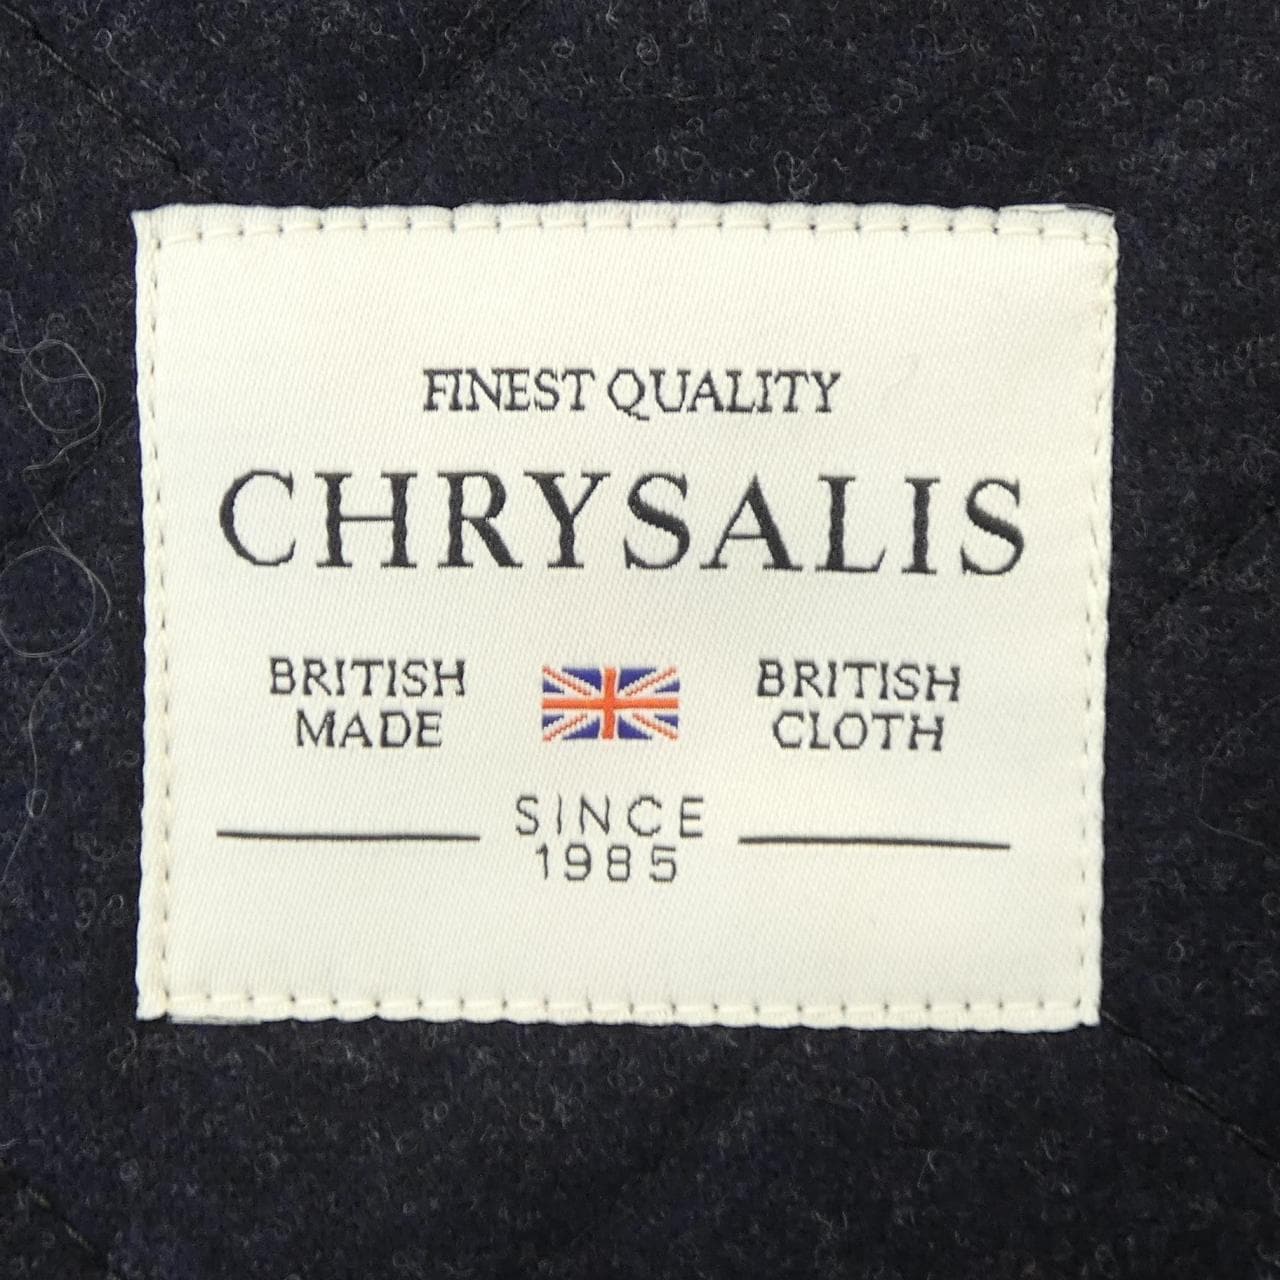 FINEST QUALITY
CHRYSALIS
BRITISH
MADE
BRITISH
CLOTH
SINCE
1985